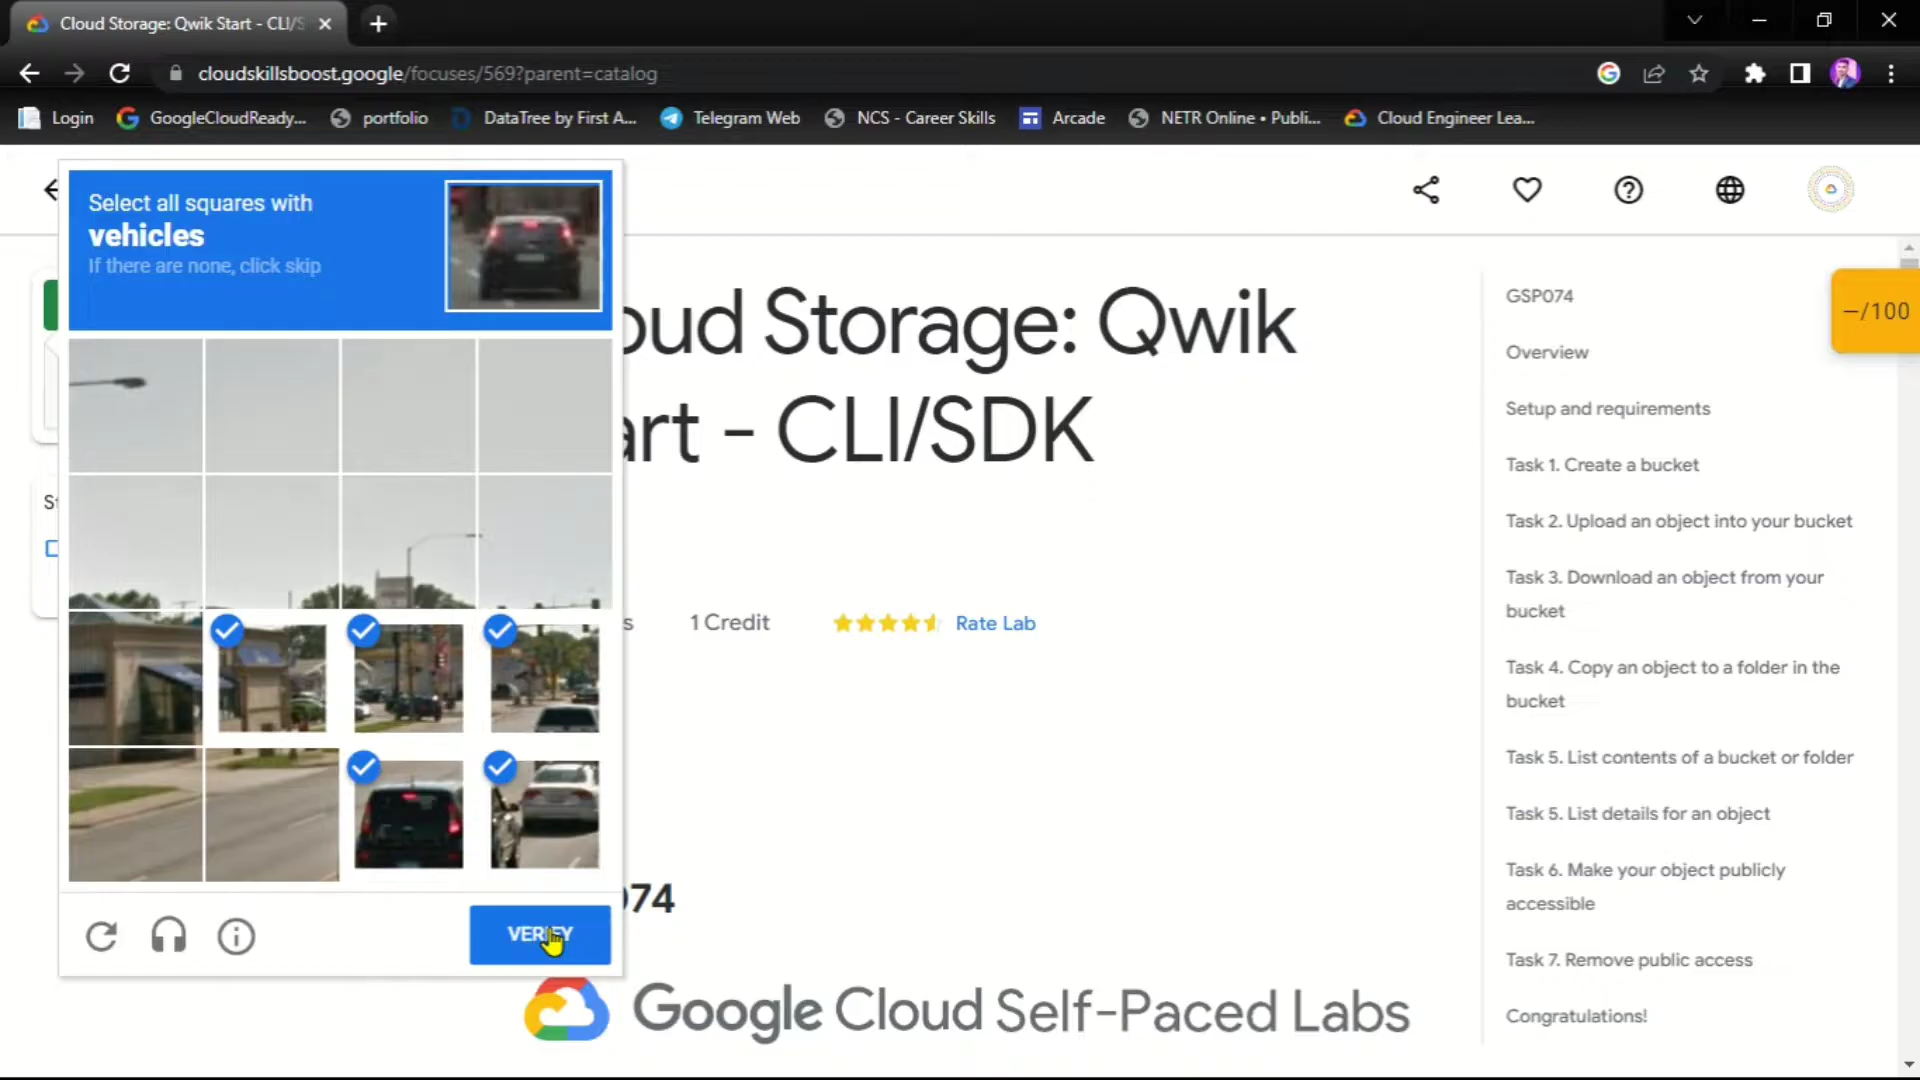 Cloud Storage: Qwik Start - CLI/S
cloudskillsboost.google/focuses/569?parent=catalog
Login GoogleCloudReady... portfolio DataTree by First A... Telegram Web NCS - Career Skills Arcade NETR Online • Publi... Cloud Engineer Lea...
Select all squares with
vehicles
If there are none, click skip
VERIFY
oud Storage: Qwik
art - CLI/SDK
s 1 Credit Rate Lab
074
Google Cloud Self-Paced Labs
St
GSP074
Overview
Setup and requirements
Task 1. Create a bucket
Task 2. Upload an object into your bucket
Task 3. Download an object from your
bucket
Task 4. Copy an object to a folder in the
bucket
Task 5. List contents of a bucket or folder
Task 5. List details for an object
Task 6. Make your object publicly
accessible
Task 7. Remove public access
Congratulations!
–/100